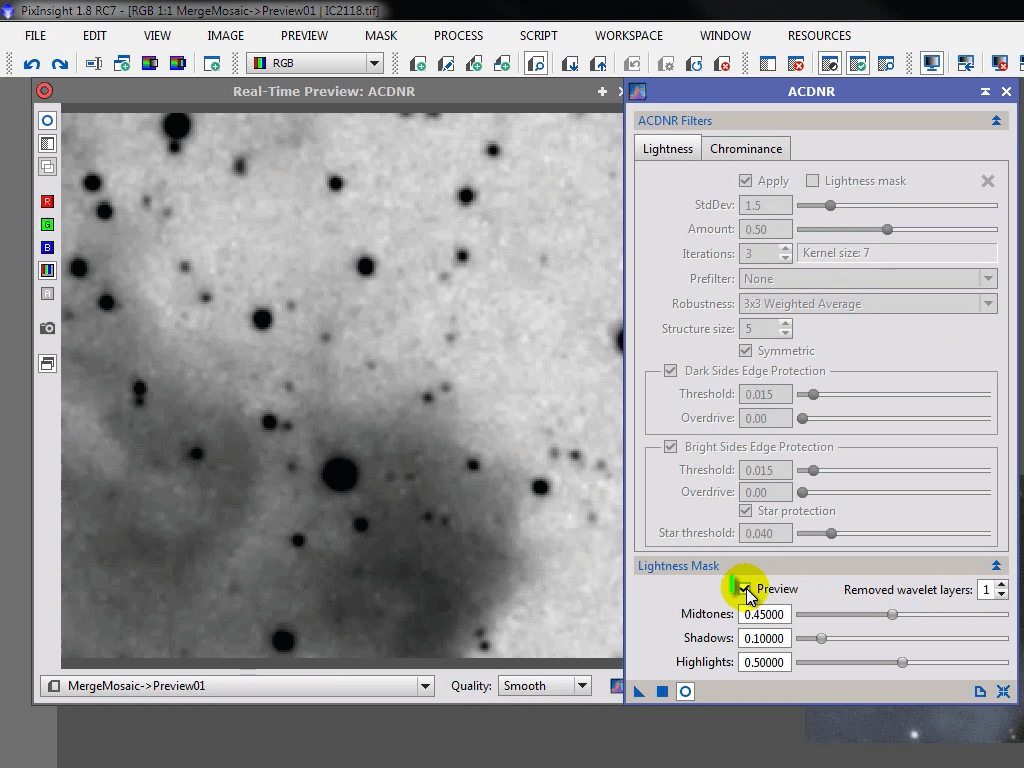 PixInsight 1.8 RC7 - [RGB 1:1 MergeMosaic->Preview01 | IC2118.tif]
FILE EDIT VIEW IMAGE PREVIEW MASK PROCESS SCRIPT WORKSPACE WINDOW RESOURCES
RGB
Real-Time Preview: ACDNR
R
G
B
MergeMosaic->Preview01 Quality: Smooth
ACDNR
ACDNR Filters
Lightness Chrominance
Apply Lightness mask
StdDev: 1.5
Amount: 0.50
Iterations: 3 Kernel size: 7
Prefilter: None
Robustness: 3x3 Weighted Average
Structure size: 5
Symmetric
Dark Sides Edge Protection
Threshold: 0.015
Overdrive: 0.00
Bright Sides Edge Protection
Threshold: 0.015
Overdrive: 0.00
Star protection
Star threshold: 0.040
Lightness Mask
Preview Removed wavelet layers: 1
Midtones: 0.45000
Shadows: 0.10000
Highlights: 0.50000